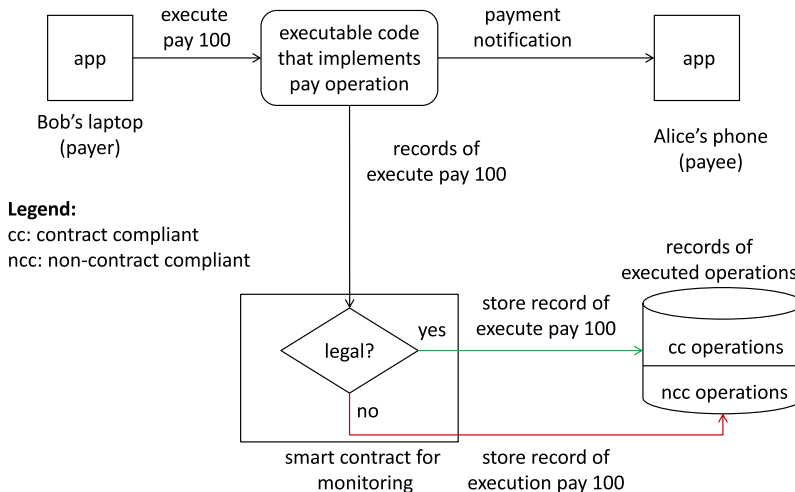 execute
pay 100
executable code
that implements
pay operation
payment
notification
app
app
Bob's laptop
(payer)
Alice's phone
(payee)
records of
execute pay 100
Legend:
cc: contract compliant
ncc: non-contract compliant
records of
executed operations
legal?
yes
no
store record of
execute pay 100
cc operations
ncc operations
smart contract for
monitoring
store record of
execution pay 100